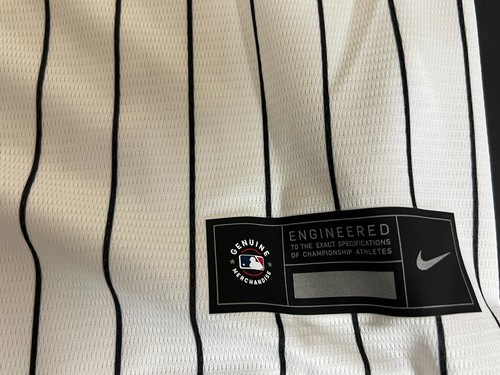 GENUINE
MERCHANDISE
ENGINEERED
TO THE EXACT SPECIFICATIONS
OF CHAMPIONSHIP ATHLETES